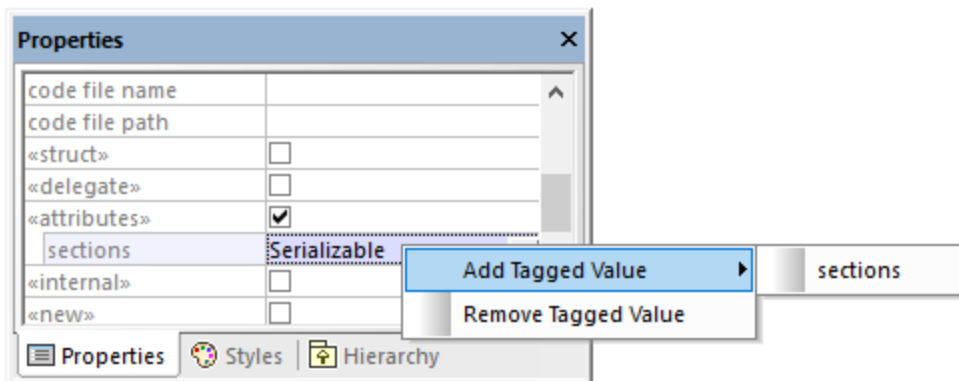 Properties
code file name
code file path
«struct»
«delegate»
«attributes»
sections Serializable
Add Tagged Value sections
«internal»
Remove Tagged Value
«new»
Properties Styles Hierarchy